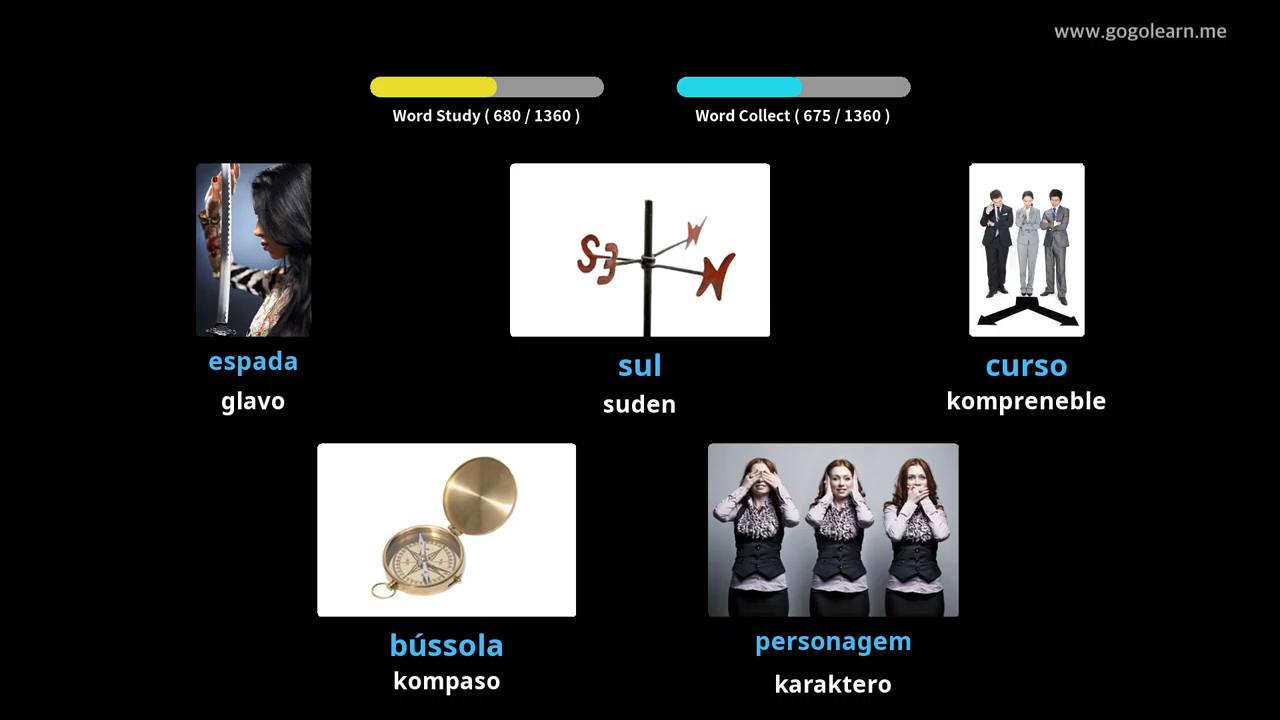 www.gogolearn.me
Word Study ( 680 / 1360 )
Word Collect ( 675 / 1360 )
espada
glavo
sul
suden
curso
kompreneble
bússola
kompaso
personagem
karaktero